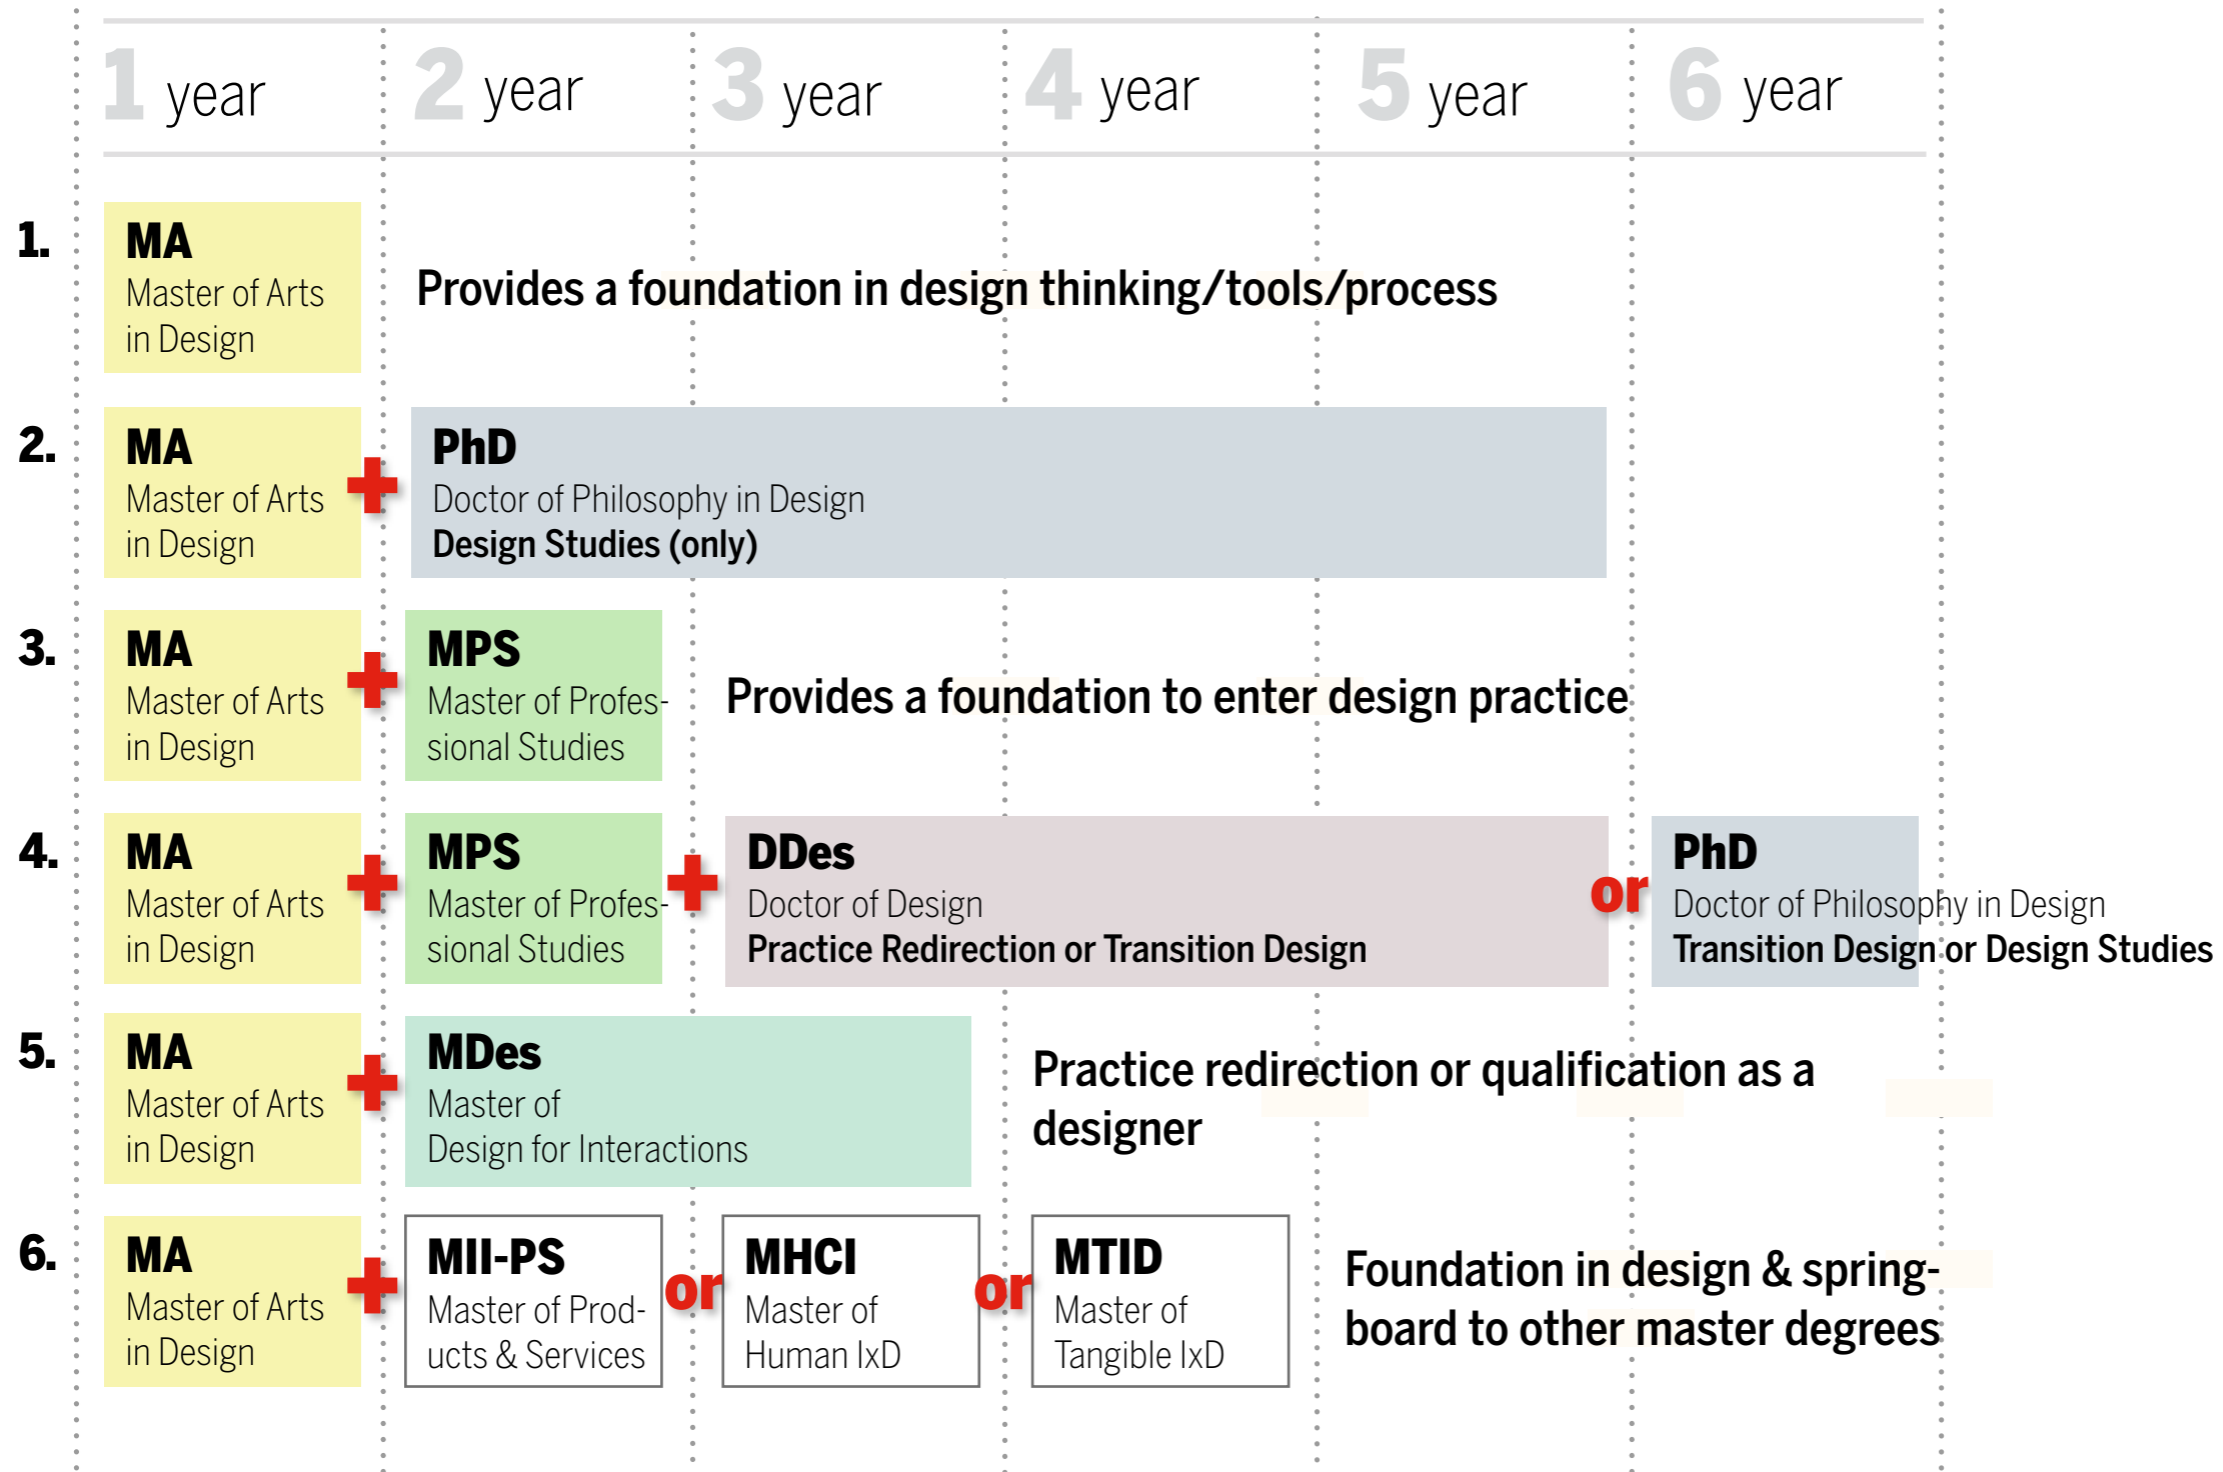 1 year 2 year 3 year 4 year 5 year 6 year
1.
MA
Master of Arts
in Design
Provides a foundation in design thinking/tools/process
2.
MA
Master of Arts
in Design
+
PhD
Doctor of Philosophy in Design
Design Studies (only)
3.
MA
Master of Arts
in Design
+
MPS
Master of Profes-
sional Studies
Provides a foundation to enter design practice
4.
MA
Master of Arts
in Design
+
MPS
Master of Profes-
sional Studies
+
DDes
Doctor of Design
Practice Redirection or Transition Design
or
PhD
Doctor of Philosophy in Design
Transition Design or Design Studies
5.
MA
Master of Arts
in Design
+
MDes
Master of
Design for Interactions
Practice redirection or qualification as a
designer
6.
MA
Master of Arts
in Design
+
MII-PS
Master of Prod-
ucts & Services
or
MHCI
Master of
Human IxD
or
MTID
Master of
Tangible IxD
Foundation in design & spring-
board to other master degrees